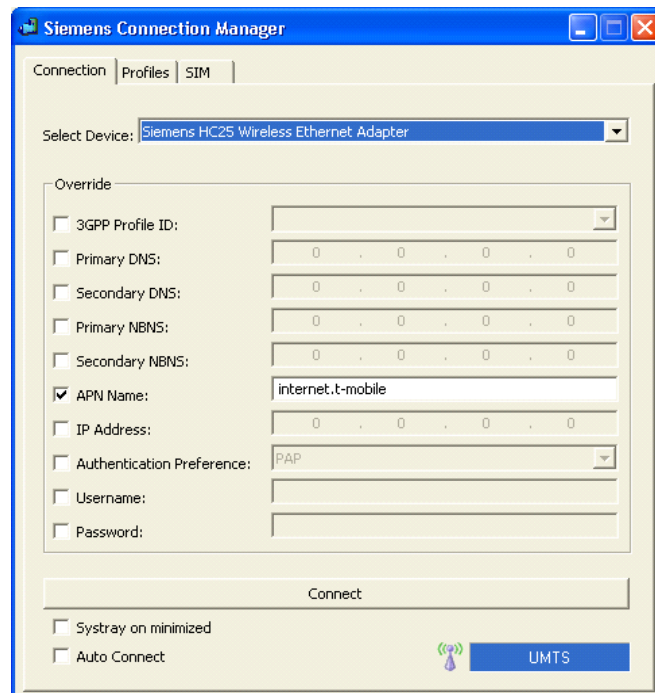 Siemens Connection Manager
Connection Profiles SIM
Select Device: Siemens HC25 Wireless Ethernet Adapter
Override
3GPP Profile ID:
Primary DNS: 0 . 0 . 0 . 0
Secondary DNS: 0 . 0 . 0 . 0
Primary NBNS: 0 . 0 . 0 . 0
Secondary NBNS: 0 . 0 . 0 . 0
APN Name: internet.t-mobile
IP Address: 0 . 0 . 0 . 0
Authentication Preference: PAP
Username:
Password:
Connect
Systray on minimized
Auto Connect UMTS